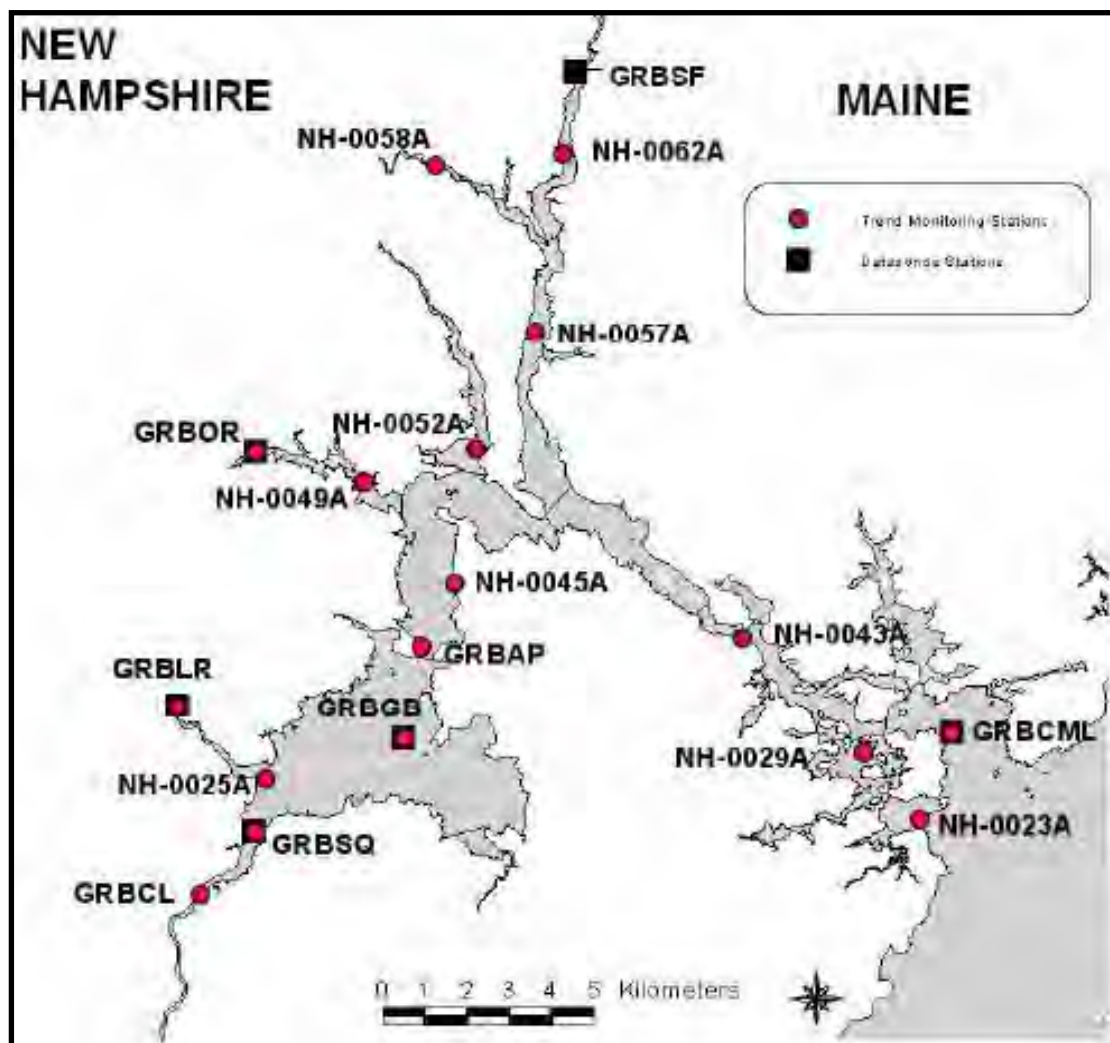 NEW
HAMPSHIRE
GRBSF
MAINE
NH-0058A
NH-0062A
Trend Monitoring Stations
Datasonde Stations
NH-0057A
NH-0052A
GRBOR
NH-0049A
NH-0045A
NH-0043A
GRBAP
GRBLR
GRBGB
GRBCML
NH-0029A
NH-0025A
NH-0023A
GRBSQ
GRBCL
0 1 2 3 4 5 Kilometers